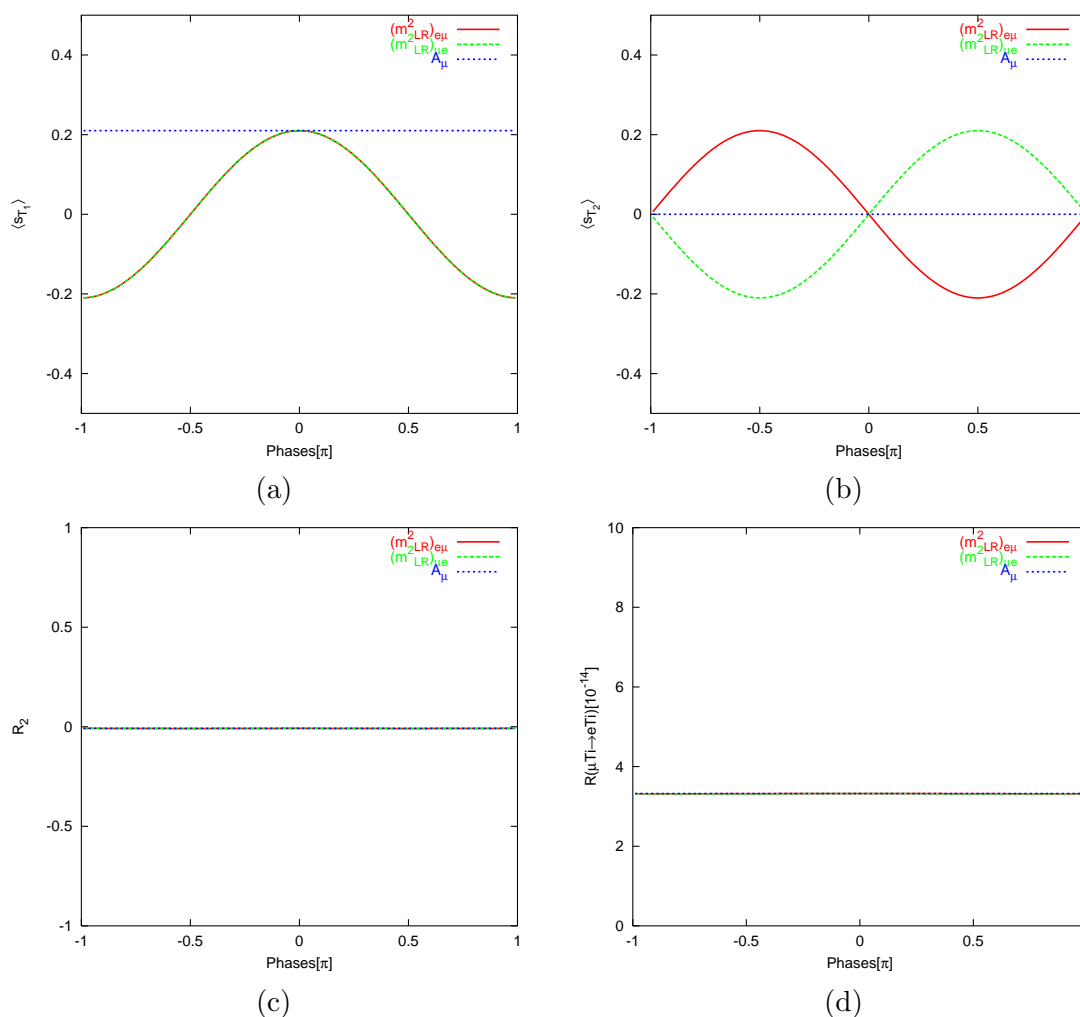 (m²LR)eμ
(m²LR)μe
Aμ
0.4
0.2
0
-0.2
-0.4
⟨sT1⟩
-1
-0.5
0
0.5
1
Phases[π]
(a)
(m²LR)eμ
(m²LR)μe
Aμ
0.4
0.2
0
-0.2
-0.4
⟨sT2⟩
-1
-0.5
0
0.5
Phases[π]
(b)
(m²LR)eμ
(m²LR)μe
Aμ
1
0.5
0
-0.5
-1
R2
-1
-0.5
0
0.5
1
Phases[π]
(c)
(m²LR)eμ
(m²LR)μe
Aμ
10
8
6
4
2
0
R(μTi→eTi)[10⁻¹⁴]
-1
-0.5
0
0.5
Phases[π]
(d)